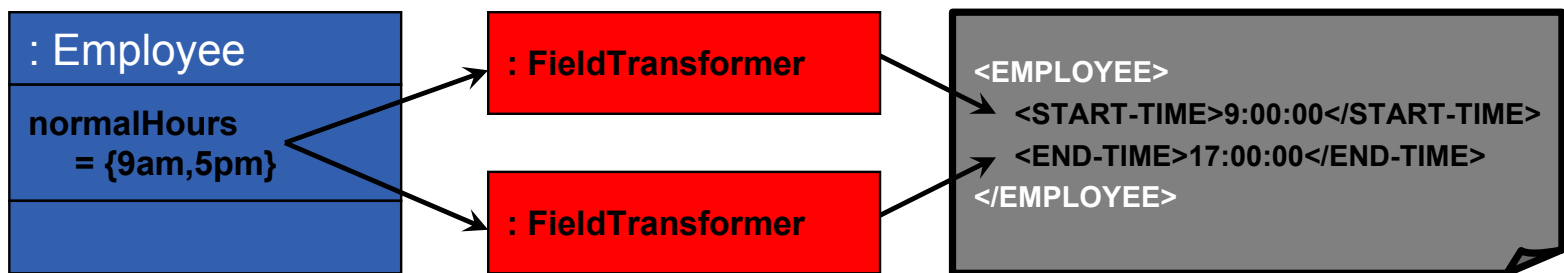 : Employee
normalHours
= {9am,5pm}
: FieldTransformer
: FieldTransformer
<EMPLOYEE>
<START-TIME>9:00:00</START-TIME>
<END-TIME>17:00:00</END-TIME>
</EMPLOYEE>